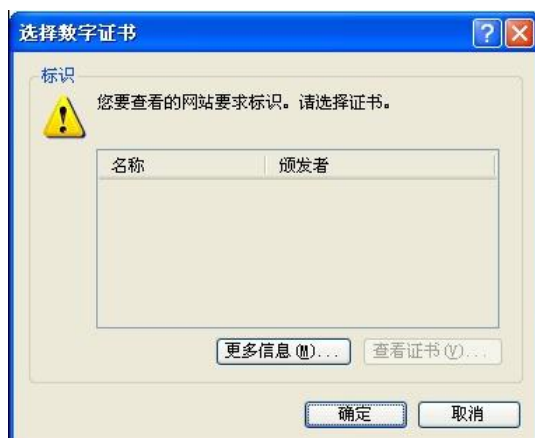 选择数字证书
标识
您要查看的网站要求标识。请选择证书。
名称 颁发者
更多信息(M)... 查看证书(V)...
确定 取消